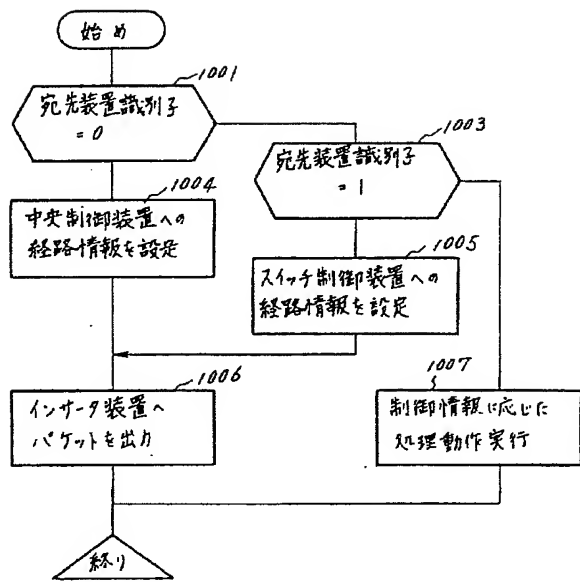 始め
1001
宛先装置識別子
= 0
1003
宛先装置識別子
= 1
1004
中央制御装置への
経路情報を設定
1005
スイッチ制御装置への
経路情報を設定
1006
インサータ装置へ
パケットを出力
1007
制御情報に応じた
処理動作実行
終り